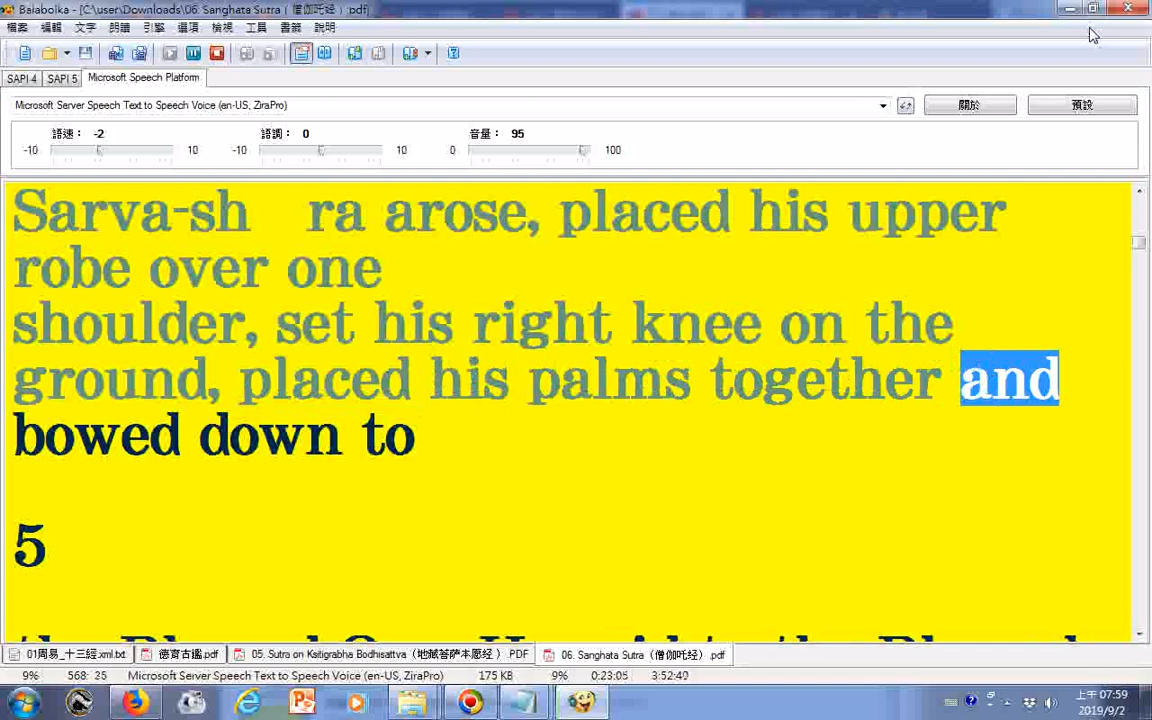 Balabolka - [C:\user\Downloads\06. Sanghata Sutra ( 僧伽吒经 ) .pdf]
檔案 編輯 文字 朗讀 引擎 選項 檢視 工具 書籤 說明
SAPI 4 SAPI 5 Microsoft Speech Platform
Microsoft Server Speech Text to Speech Voice (en-US, ZiraPro) 關於 預設
語速： -2 語調： 0 音量： 95
-10 10 -10 10 0 100
Sarva-sh ra arose, placed his upper
robe over one
shoulder, set his right knee on the
ground, placed his palms together and
bowed down to
5
01周易_十三經.xml.txt 德育古鑑.pdf 05. Sutra on Ksitigrabha Bodhisattva（地藏菩萨本愿经 ）.PDF 06. Sanghata Sutra（僧伽吒经）.pdf
9% 568: 25 Microsoft Server Speech Text to Speech Voice (en-US, ZiraPro) 175 KB 9% 0:23:05 3:52:40
上午 07:59
2019/9/2